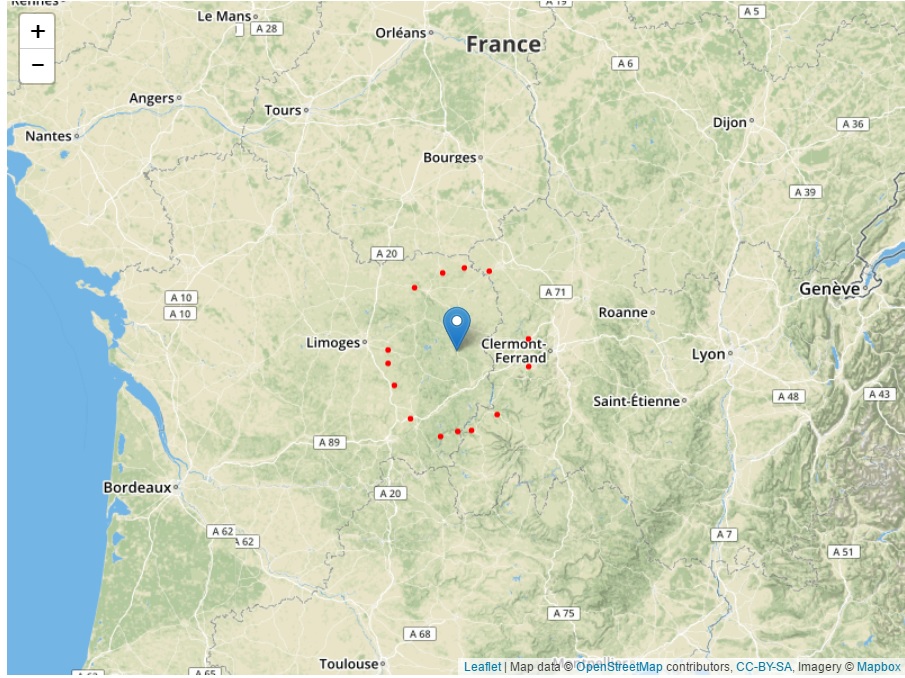 +
−
Le Mans
A 28
Orléans
France
A 19
A 5
A 6
Angers
Tours
Nantes
Dijon
A 36
Bourges
A 39
A 20
A 71
Genève
A 10
A 10
Roanne
Limoges
Clermont-
Ferrand
Lyon
Saint-Étienne
A 48
A 43
A 89
Bordeaux
A 20
A 62
A 62
A 7
A 51
A 75
A 68
Toulouse
A 65
Leaflet | Map data © OpenStreetMap contributors, CC-BY-SA, Imagery © Mapbox